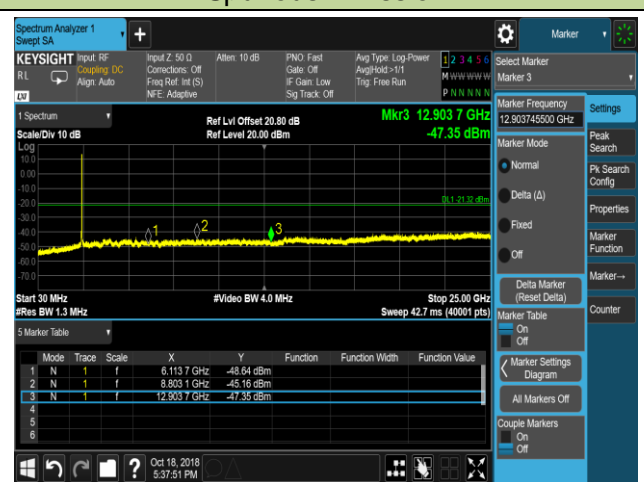 Spectrum Analyzer 1
Swept SA
+
Marker
KEYSIGHT
RL
LXI
Input: RF
Coupling: DC
Align: Auto
Input Z: 50 Ω
Corrections: Off
Freq Ref: Int (S)
NFE: Adaptive
Atten: 10 dB
PNO: Fast
Gate: Off
IF Gain: Low
Sig Track: Off
Avg Type: Log-Power
Avg|Hold >1/1
Trig: Free Run
1 2 3 4 5 6
M W W W W W
P N N N N N
Select Marker
Marker 3
1 Spectrum
Scale/Div 10 dB
Ref Lvl Offset 20.80 dB
Ref Level 20.00 dBm
Mkr3 12.903 7 GHz
-47.35 dBm
Log
10.0
0.00
-10.0
-20.0
-30.0
-40.0
-50.0
-60.0
-70.0
DL1 -21.32 dBm
1
2
3
Start 30 MHz
#Res BW 1.3 MHz
#Video BW 4.0 MHz
Stop 25.00 GHz
Sweep 42.7 ms (40001 pts)
5 Marker Table
Mode Trace Scale X Y Function Function Width Function Value
1 N 1 f 6.113 7 GHz -48.64 dBm
2 N 1 f 8.803 1 GHz -45.16 dBm
3 N 1 f 12.903 7 GHz -47.35 dBm
4
5
6
Marker Frequency
12.903745500 GHz
Marker Mode
Normal
Delta (Δ)
Fixed
Off
Delta Marker
(Reset Delta)
Marker Table
On
Off
Marker Settings
Diagram
All Markers Off
Couple Markers
On
Off
Settings
Peak
Search
Pk Search
Config
Properties
Marker
Function
Marker→
Counter
?
Oct 18, 2018
5:37:51 PM